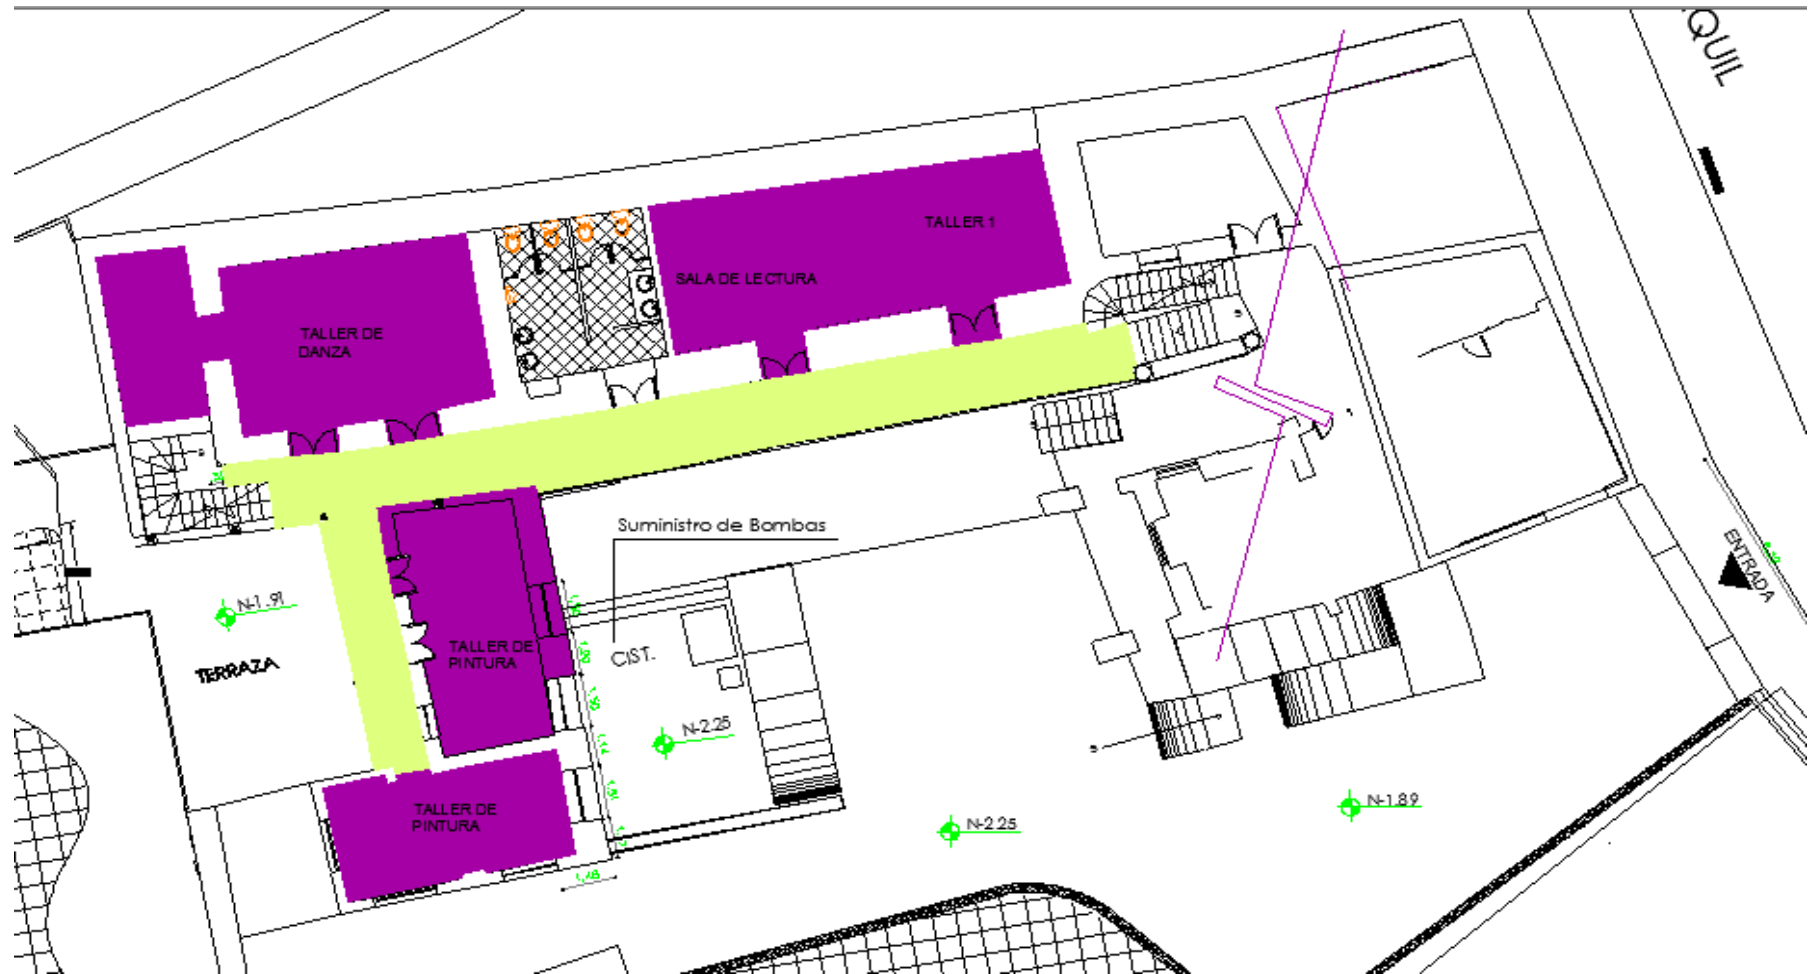 QUIL
TALLER 1
SALA DE LECTURA
TALLER DE
DANZA
Suministro de Bombas
ENTRADA
N-1.91
TERRAZA
TALLER DE
PINTURA
CIST.
N-2.25
N-1.89
N-2.25
TALLER DE
PINTURA